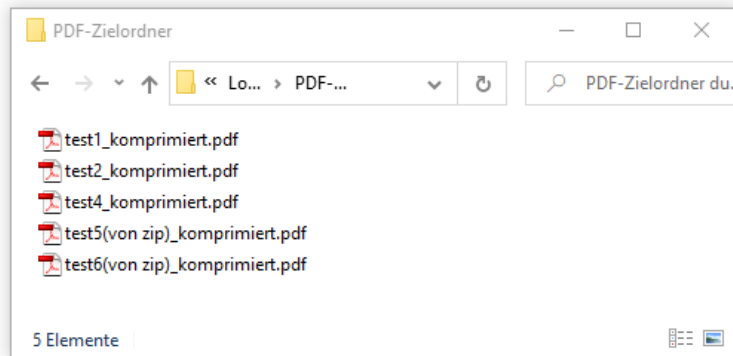 PDF-Zielordner
« Lo... › PDF-...
PDF-Zielordner du.
test1_komprimiert.pdf
test2_komprimiert.pdf
test4_komprimiert.pdf
test5(von zip)_komprimiert.pdf
test6(von zip)_komprimiert.pdf
5 Elemente